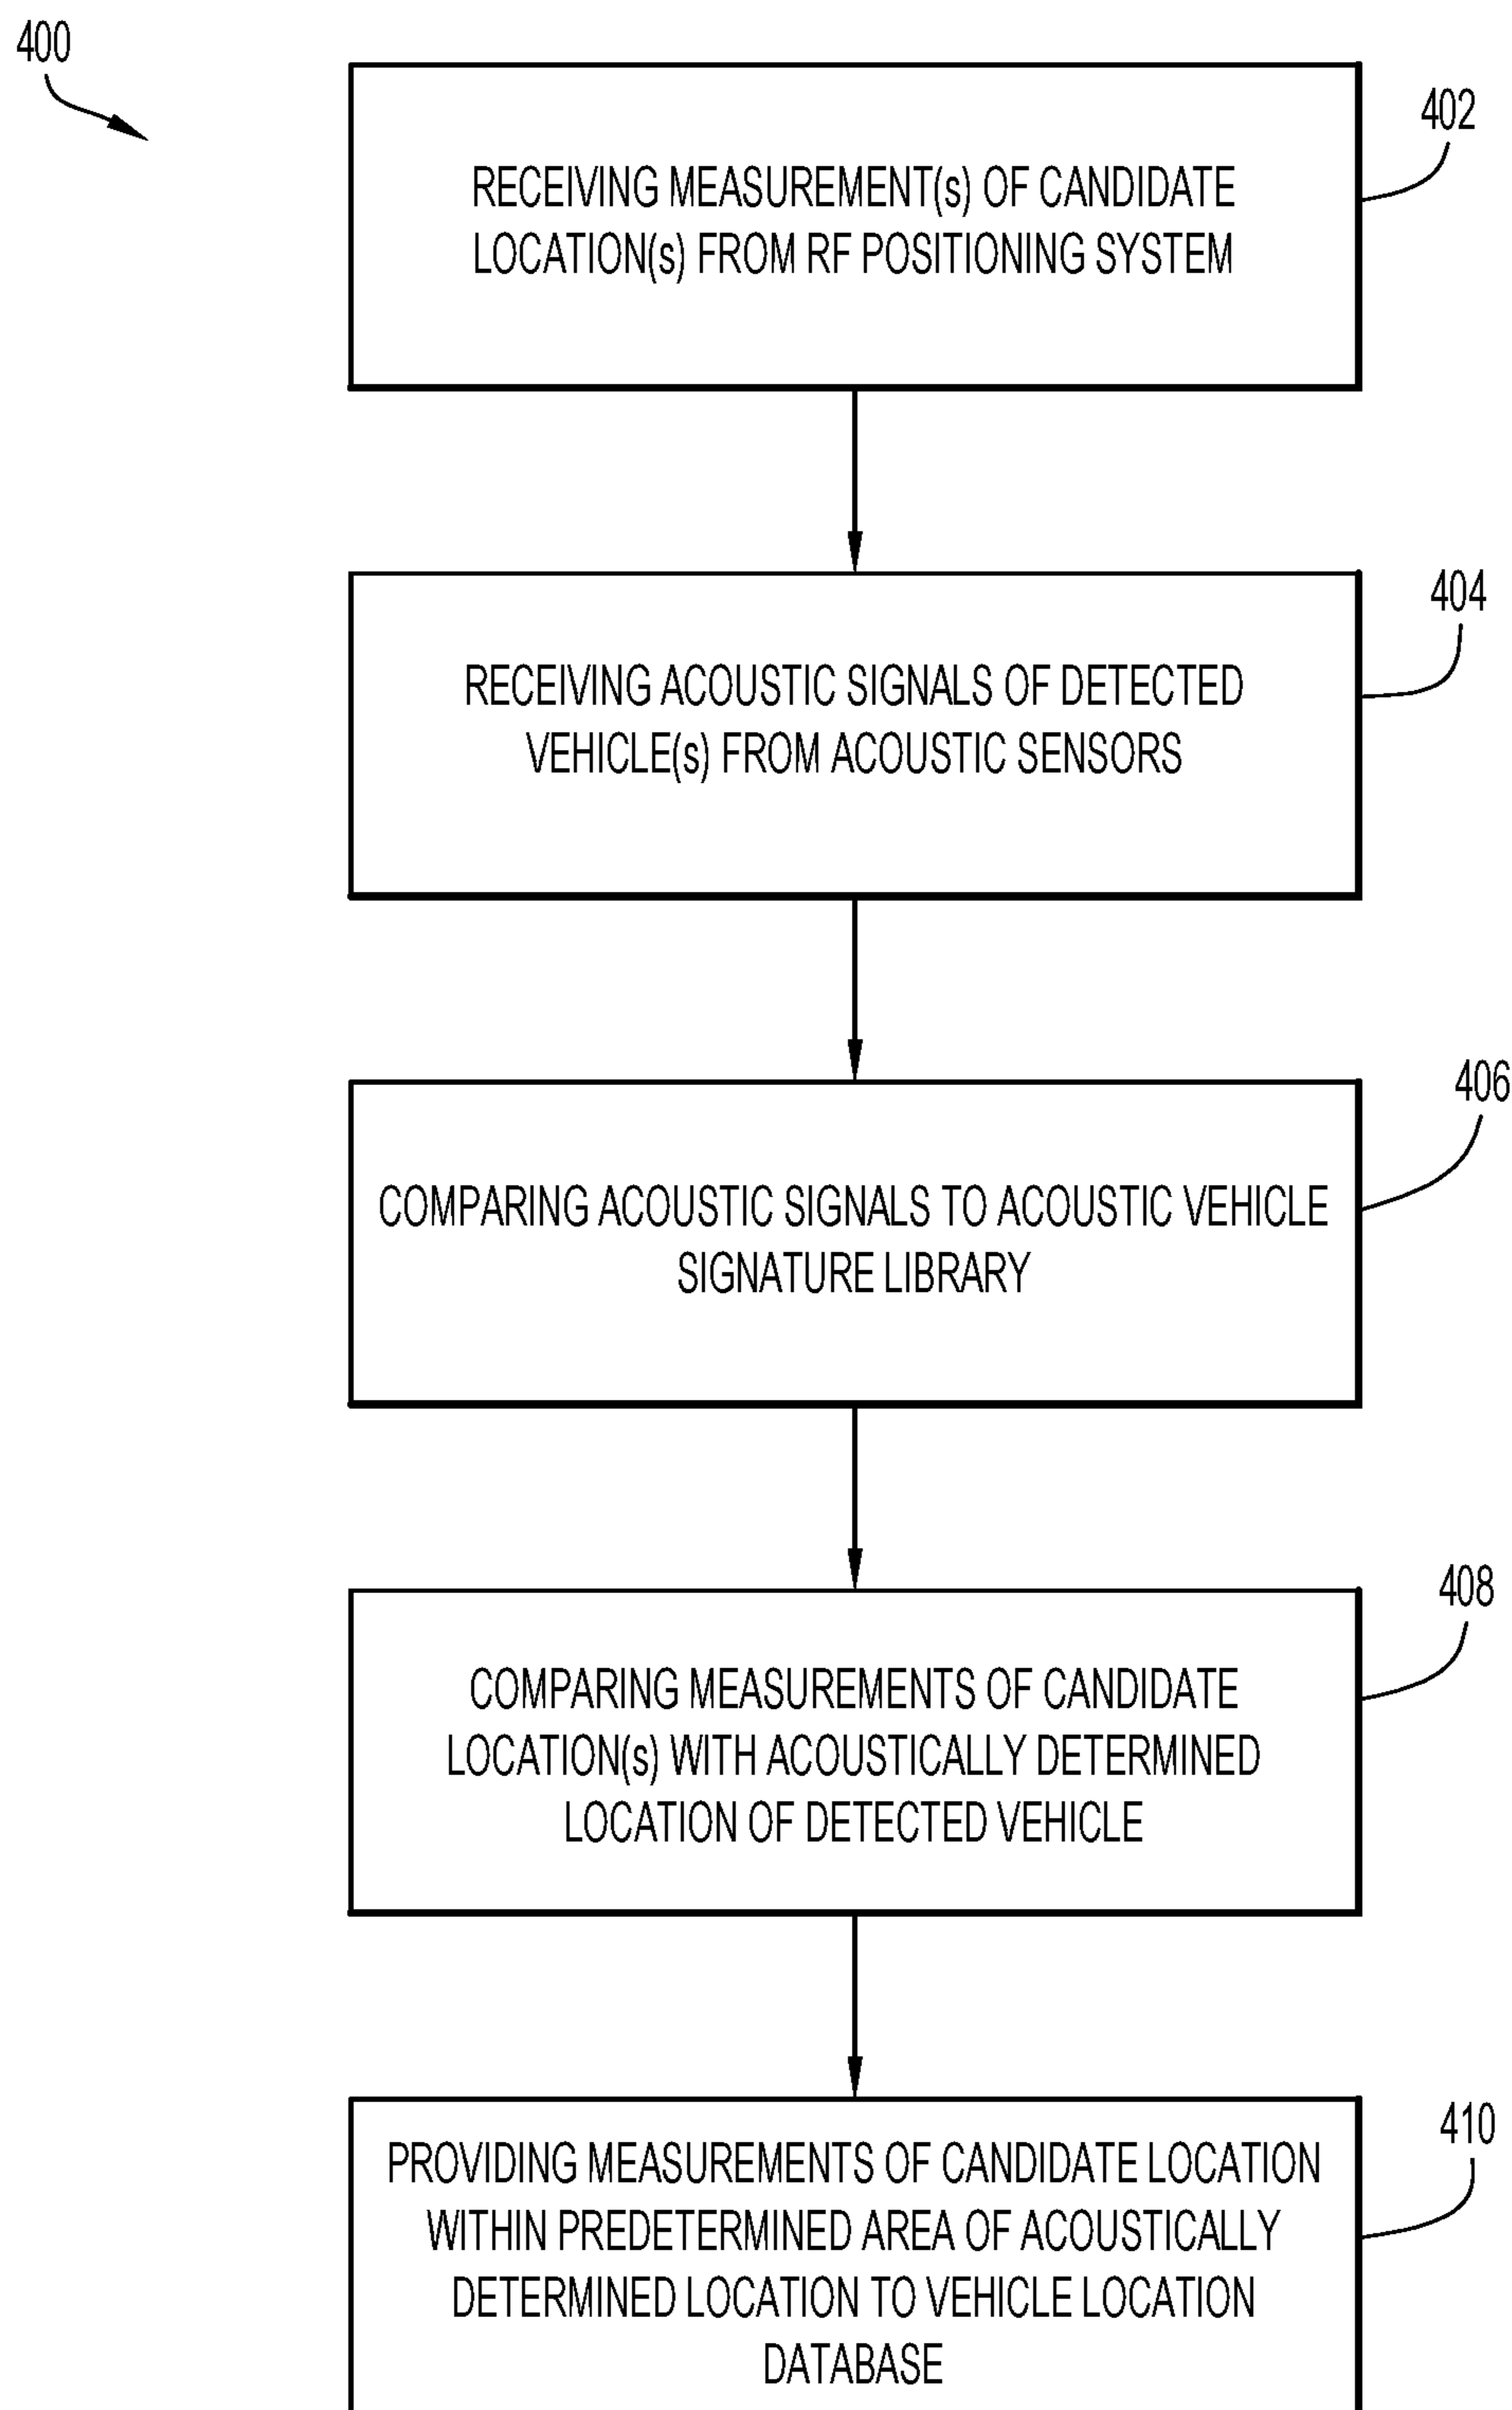 400
402
RECEIVING MEASUREMENT(s) OF CANDIDATE
LOCATION(s) FROM RF POSITIONING SYSTEM
404
RECEIVING ACOUSTIC SIGNALS OF DETECTED
VEHICLE(s) FROM ACOUSTIC SENSORS
406
COMPARING ACOUSTIC SIGNALS TO ACOUSTIC VEHICLE
SIGNATURE LIBRARY
408
COMPARING MEASUREMENTS OF CANDIDATE
LOCATION(s) WITH ACOUSTICALLY DETERMINED
LOCATION OF DETECTED VEHICLE
410
PROVIDING MEASUREMENTS OF CANDIDATE LOCATION
WITHIN PREDETERMINED AREA OF ACOUSTICALLY
DETERMINED LOCATION TO VEHICLE LOCATION
DATABASE